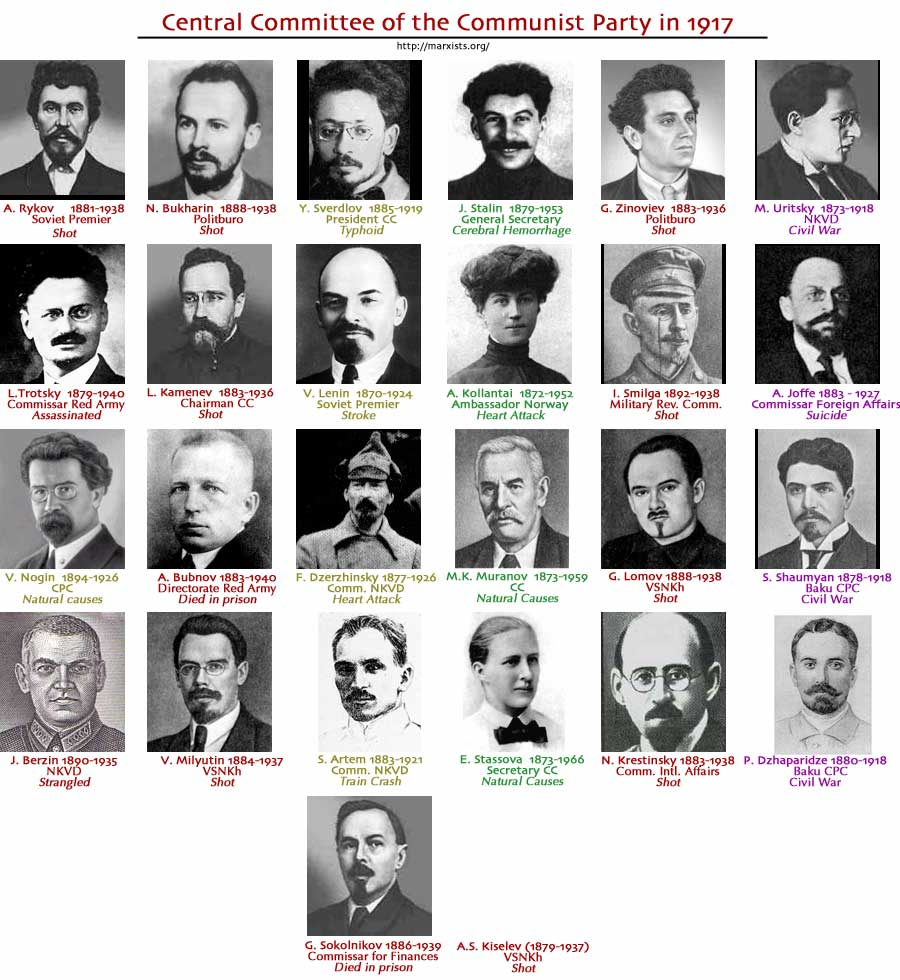 Central Committee of the Communist Party in 1917
http://marxists.org/
A. Rykov 1881-1938
Soviet Premier
Shot
N. Bukharin 1888-1938
Politburo
Shot
Y. Sverdlov 1885-1919
President CC
Typhoid
J. Stalin 1879-1953
General Secretary
Cerebral Hemorrhage
G. Zinoviev 1883-1936
Politburo
Shot
M. Uritsky 1873-1918
NKVD
Civil War
L.Trotsky 1879-1940
Commissar Red Army
Assassinated
L. Kamenev 1883-1936
Chairman CC
Shot
V. Lenin 1870-1924
Soviet Premier
Stroke
A. Kollantai 1872-1952
Ambassador Norway
Heart Attack
I. Smilga 1892-1938
Military Rev. Comm.
Shot
A. Joffe 1883 - 1927
Commissar Foreign Affairs
Suicide
V. Nogin 1894-1926
CPC
Natural causes
A. Bubnov 1883-1940
Directorate Red Army
Died in prison
F. Dzerzhinsky 1877-1926
Comm. NKVD
Heart Attack
M.K. Muranov 1873-1959
CC
Natural Causes
G. Lomov 1888-1938
VSNKh
Shot
S. Shaumyan 1878-1918
Baku CPC
Civil War
J. Berzin 1890-1935
NKVD
Strangled
V. Milyutin 1884-1937
VSNKh
Shot
S. Artem 1883-1921
Comm. NKVD
Train Crash
E. Stassova 1873-1966
Secretary CC
Natural Causes
N. Krestinsky 1883-1938
Comm. Intl. Affairs
Shot
P. Dzhaparidze 1880-1918
Baku CPC
Civil War
G. Sokolnikov 1886-1939
Commissar for Finances
Died in prison
A.S. Kiselev (1879-1937)
VSNKh
Shot